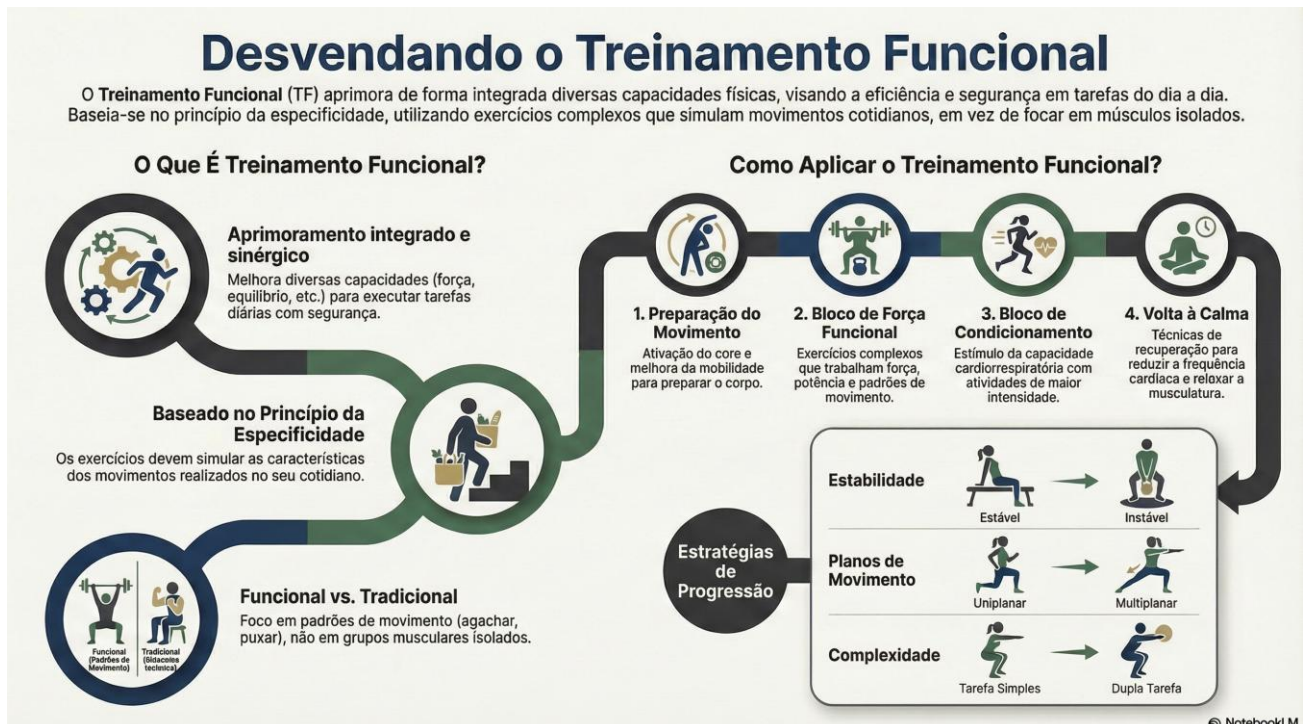 Desvendando o Treinamento Funcional
O Treinamento Funcional (TF) aprimora de forma integrada diversas capacidades físicas, visando a eficiência e segurança em tarefas do dia a dia.
Baseia-se no princípio da especificidade, utilizando exercícios complexos que simulam movimentos cotidianos, em vez de focar em músculos isolados.
O Que É Treinamento Funcional?
Aprimoramento integrado e
sinérgico
Melhora diversas capacidades (força,
equilibrio, etc.) para executar tarefas
diárias com segurança.
Baseado no Princípio da
Especificidade
Os exercícios devem simular as características
dos movimentos realizados no seu cotidiano.
Funcional
(Padrões de
Movimento)
Tradicional
Funcional vs. Tradicional
Foco em padrões de movimento (agachar,
puxar), não em grupos musculares isolados.
Como Aplicar o Treinamento Funcional?
1. Preparação do
Movimento
Ativação do core e
melhora da mobilidade
para preparar o corpo.
2. Bloco de Força
Funcional
Exercícios complexos
que trabalham força,
potência e padrões de
movimento.
3. Bloco de
Condicionamento
Estímulo da capacidade
cardiorrespiratória com
atividades de maior
intensidade.
4. Volta à Calma
Técnicas de
recuperação para
reduzir a frequência
cardíaca e relaxar a
musculatura.
Estratégias
de
Progressão
Estabilidade
Estável
Instável
Planos de
Movimento
Uniplanar
Multiplanar
Complexidade
Tarefa Simples
Dupla Tarefa
NotebookLM